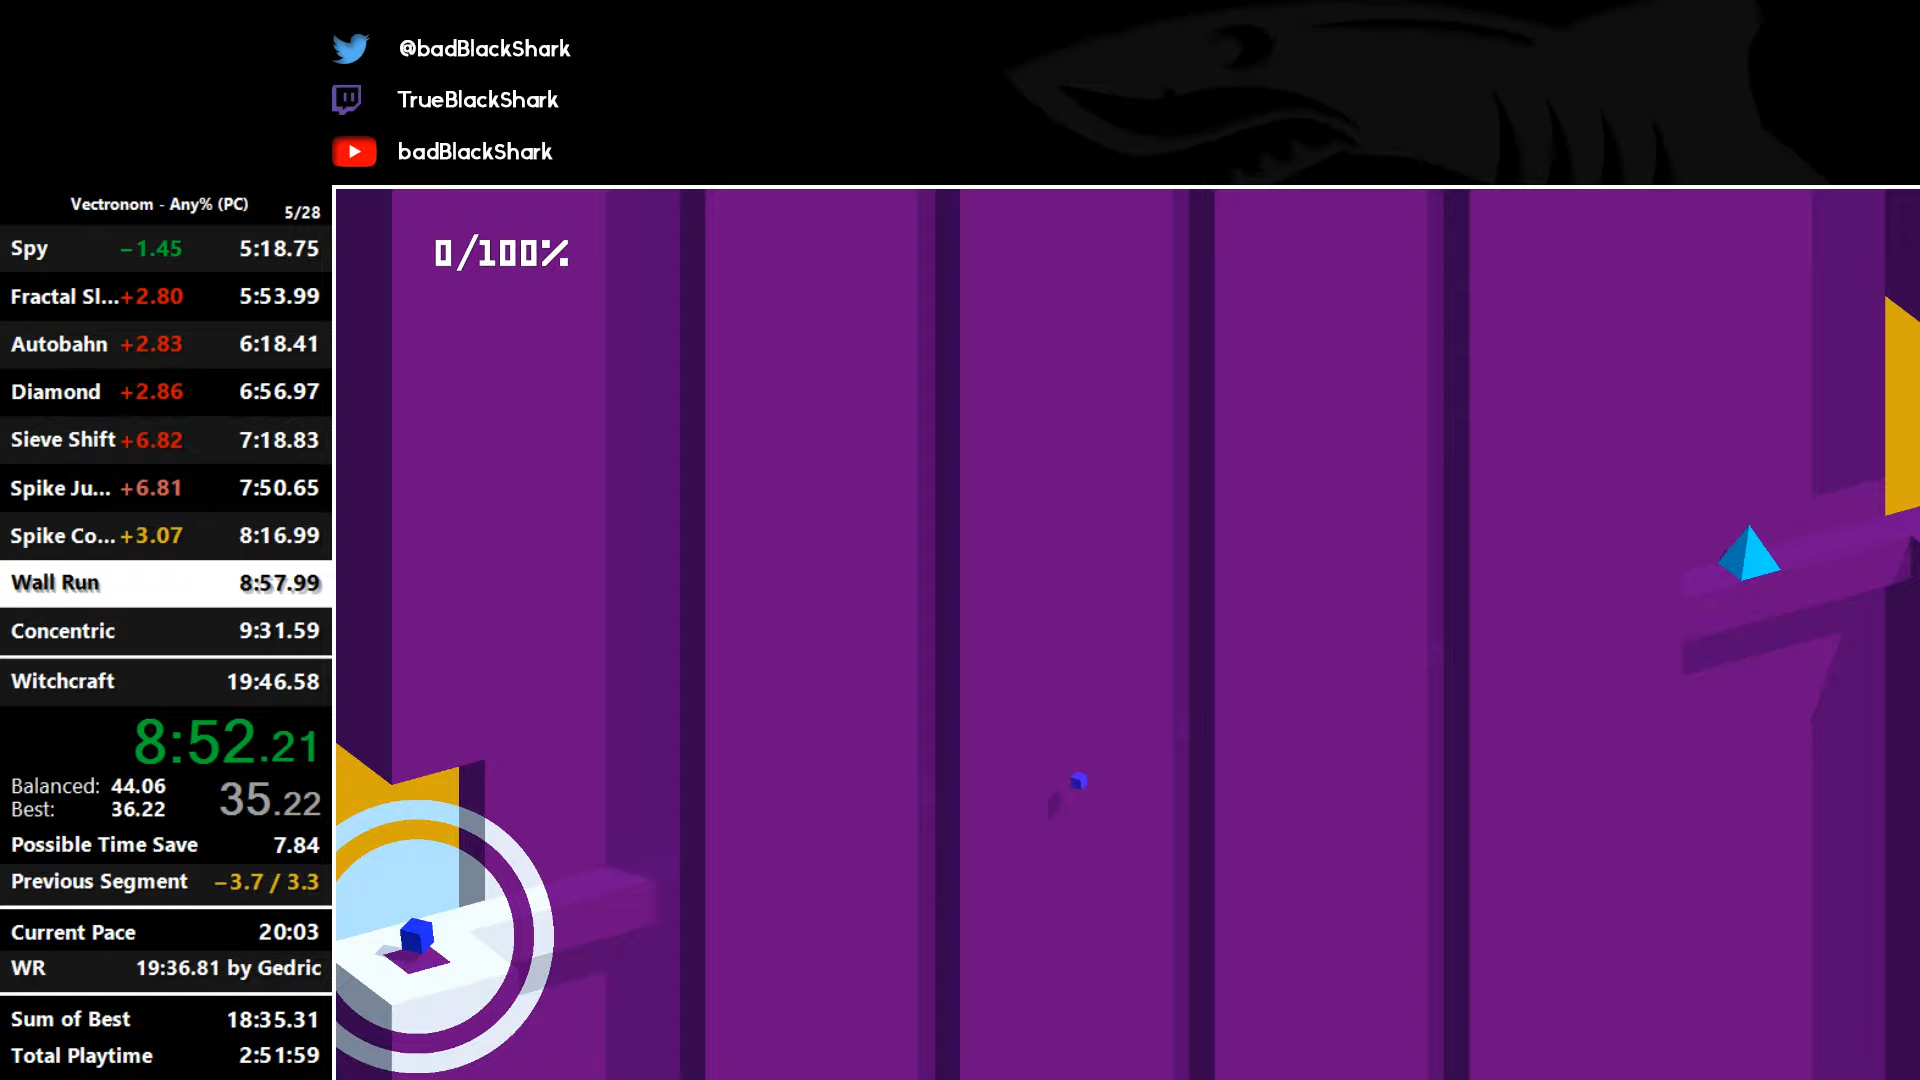 @badBlackShark
TrueBlackShark
badBlackShark
Vectronom - Any% (PC) 5/28
Spy −1.45 5:18.75
Fractal Sl... +2.80 5:53.99
Autobahn +2.83 6:18.41
Diamond +2.86 6:56.97
Sieve Shift +6.82 7:18.83
Spike Ju... +6.81 7:50.65
Spike Co... +3.07 8:16.99
Wall Run 8:57.99
Concentric 9:31.59
Witchcraft 19:46.58
8:52.21
Balanced: 44.06
Best: 36.22
35.22
Possible Time Save 7.84
Previous Segment −3.7 / 3.3
Current Pace 20:03
WR 19:36.81 by Gedric
Sum of Best 18:35.31
Total Playtime 2:51:59
0/100%